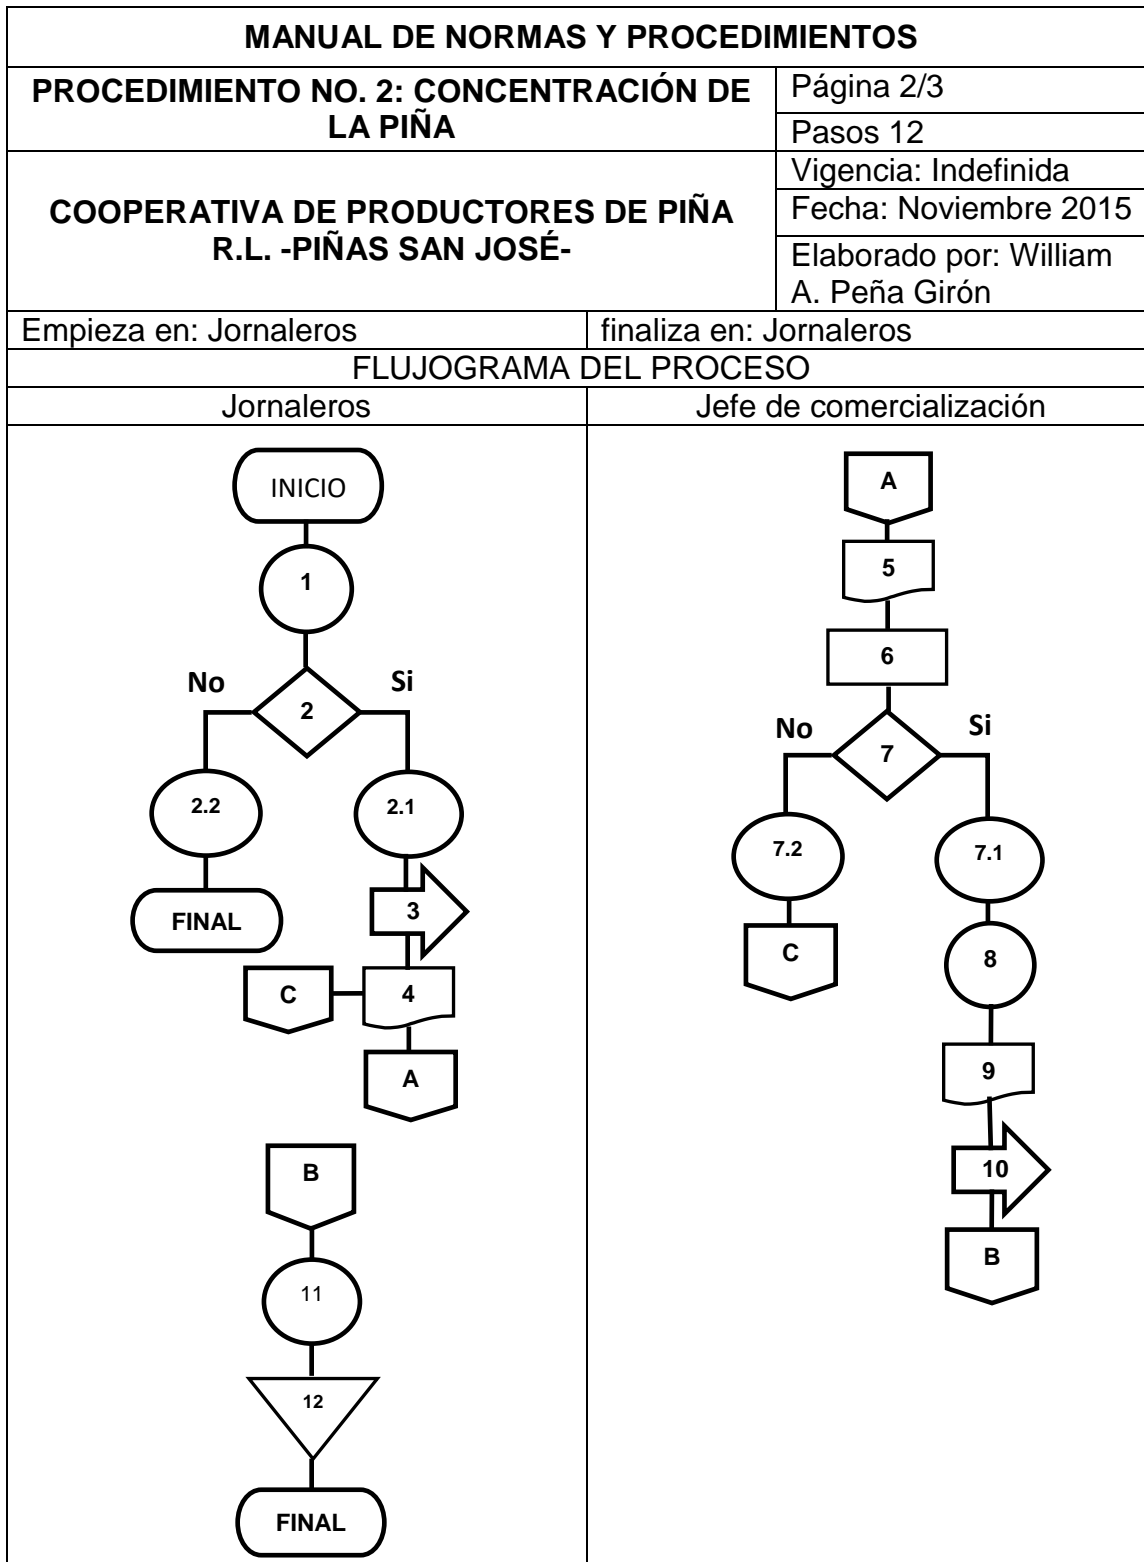 MANUAL DE NORMAS Y PROCEDIMIENTOS
PROCEDIMIENTO NO. 2: CONCENTRACIÓN DE
LA PIÑA
Página 2/3
Pasos 12
COOPERATIVA DE PRODUCTORES DE PIÑA
R.L. -PIÑAS SAN JOSÉ-
Vigencia: Indefinida
Fecha: Noviembre 2015
Elaborado por: William
A. Peña Girón
Empieza en: Jornaleros
finaliza en: Jornaleros
FLUJOGRAMA DEL PROCESO
Jornaleros
INICIO
1
No
2
Si
2.2
2.1
FINAL
3
C
4
A
B
11
12
FINAL
Jefe de comercialización
A
5
6
No
7
Si
7.2
7.1
C
8
9
10
B